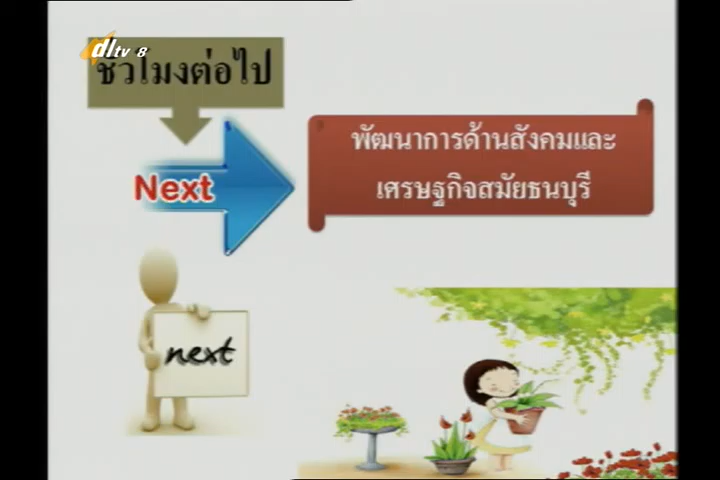 dltv 8
ชั่วโมงต่อไป
พัฒนาการด้านสังคมและ
เศรษฐกิจสมัยธนบุรี
Next
next